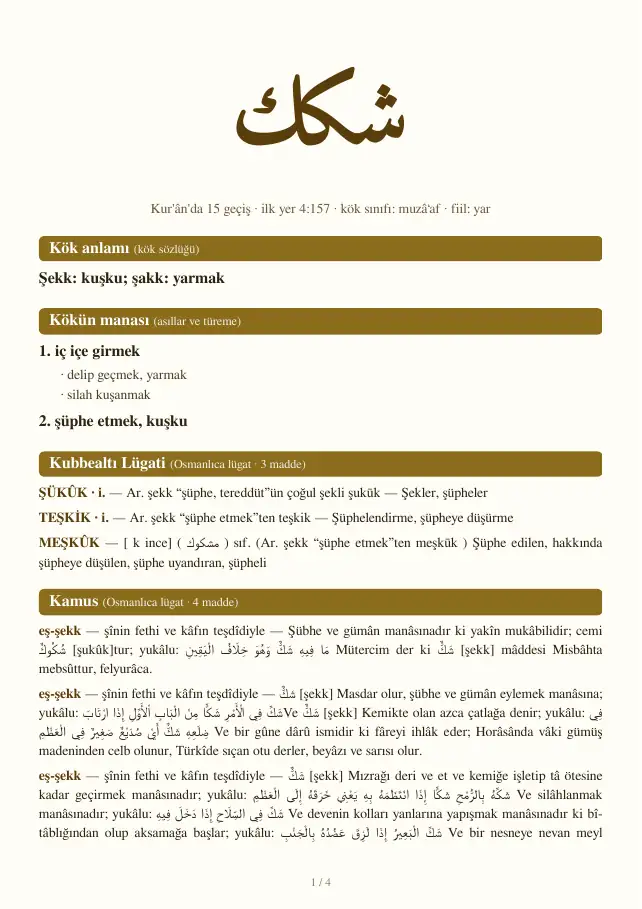 شكك
Kur'ân'da 15 geçiş · ilk yer 4:157 · kök sınıfı: muzâ'af · fiil: yar
Kök anlamı (kök sözlüğü)
Şekk: kuşku; şakk: yarmak
Kökün manası (asıllar ve türeme)
1. iç içe girmek
· delip geçmek, yarmak
· silah kuşanmak
2. şüphe etmek, kuşku
Kubbealtı Lügati (Osmanlıca lügat · 3 madde)
ŞÜKÛK · i. — Ar. şekk “şüphe, tereddüt”ün çoğul şekli şukūk — Şekler, şüpheler
TEŞKİK · i. — Ar. şekk “şüphe etmek”ten teşkik — Şüphelendirme, şüpheye düşürme
MEŞKÛK — [ k ince] ( مشكوك ) sıf. (Ar. şekk “şüphe etmek”ten meşkūk ) Şüphe edilen, hakkında
şüpheye düşülen, şüphe uyandıran, şüpheli
Kamus (Osmanlıca lügat · 4 madde)
eş-şekk — şînin fethi ve kâfın teşdîdiyle — Şübhe ve gümân manâsınadır ki yakîn mukâbilidir; cemi
شُكُوكٌ [şukûk]tur; yukâlu: مَا فِيهِ شَكٌّ وَهُوَ خِلَافُ الْيَقِينِ Mütercim der ki شَكٌّ [şekk] mâddesi Misbâhta
mebsûttur, felyurâca.
eş-şekk — şînin fethi ve kâfın teşdîdiyle — شَكٌّ [şekk] Masdar olur, şübhe ve gümân eylemek manâsına;
yukâlu: شَكَّ فِي الْأَمْرِ شَكًّا مِنْ الْبَابِ الْأَوَّلِ إِذَا ارْتَابَ Ve شَكٌّ [şekk] Kemikte olan azca çatlağa denir; yukâlu: فِي
ضِلَعِهِ شَكٌّ أَيْ صُدَيْعٌ صَغِيرٌ فِي الْعَظْمِ Ve bir gûne dârû ismidir ki fâreyi ihlâk eder; Horâsânda vâki gümüş
madeninden celb olunur, Türkîde sıçan otu derler, beyâzı ve sarısı olur.
eş-şekk — şînin fethi ve kâfın teşdîdiyle — شَكٌّ [şekk] Mızrağı deri ve et ve kemiğe işletip tâ ötesine
kadar geçirmek manâsınadır; yukâlu: شَكَّهُ بِالرُّمْحِ شَكًّا إِذَا انْتَظَمَهُ بِهِ يَعْنِي خَرَقَهُ إِلَى الْعَظْمِ Ve silâhlanmak
manâsınadır; yukâlu: شَكَّ فِي السِّلَاحِ إِذَا دَخَلَ فِيهِ Ve devenin kolları yanlarına yapışmak manâsınadır ki bî-
tâblığından olup aksamağa başlar; yukâlu: شَكَّ الْبَعِيرُ إِذَا لَزِقَ عَضُدُهُ بِالْجَنْبِ Ve bir nesneye nevan meyl
1 / 4